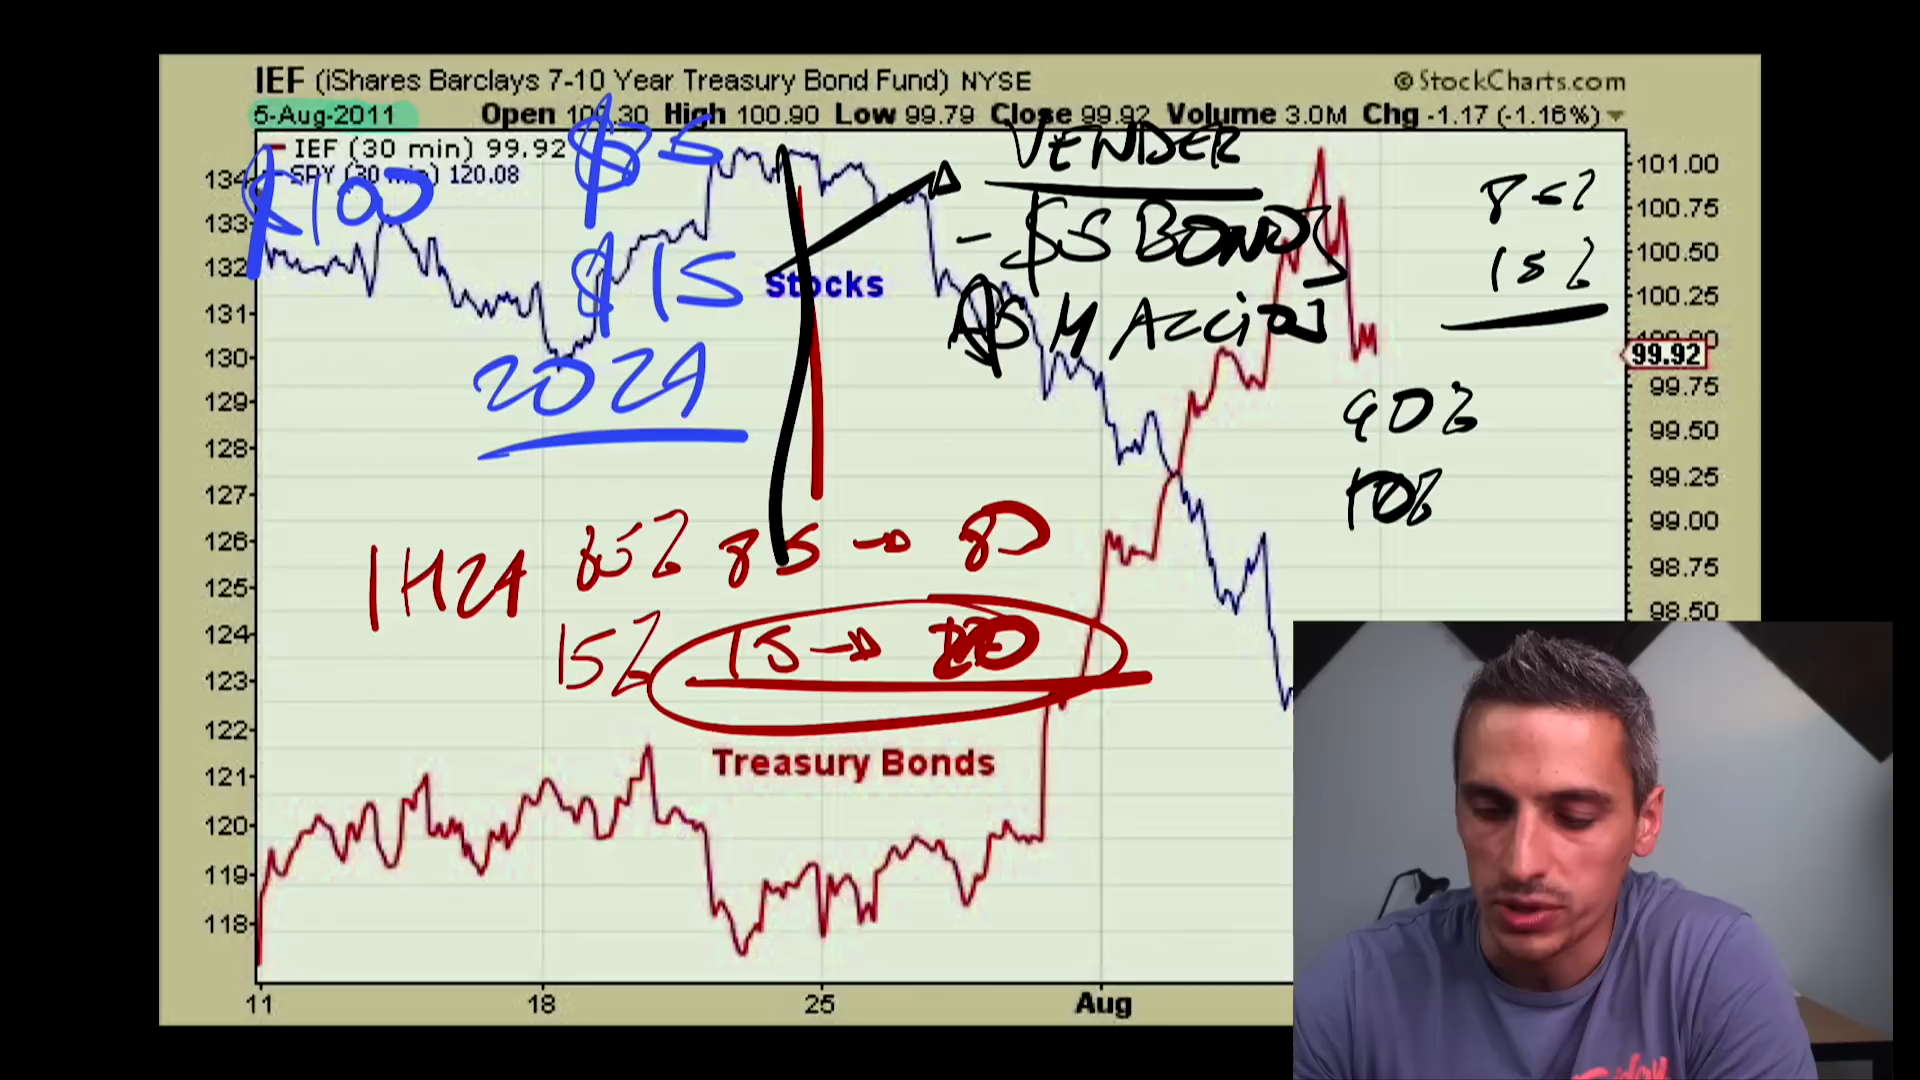 IEF (iShares Barclays 7-10 Year Treasury Bond Fund) NYSE
© StockCharts.com
5-Aug-2011 Open High 100.90 Low 99.79 Close 99.92 Volume 3.0M Chg -1.17 (-1.16%)
IEF (30 min) 99.92
SPY (30 min) 120.08
$100
$85
$15
2024
VENDER
- $5 BONOS
Stocks
85%
15%
90%
10%
1H24
85% 85 → 80
15% 15 → 20
Treasury Bonds
134
133
132
131
130
129
128
127
126
125
124
123
122
121
120
119
118
101.00
100.75
100.50
100.25
99.92
99.75
99.50
99.25
99.00
98.75
98.50
11 18 25 Aug